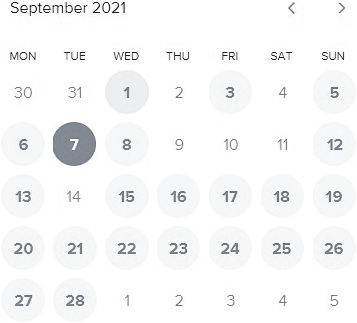 September 2021
MON TUE WED THU FRI SAT SUN
30 31 1 2 3 4 5
6 7 8 9 10 11 12
13 14 15 16 17 18 19
20 21 22 23 24 25 26
27 28 1 2 3 4 5